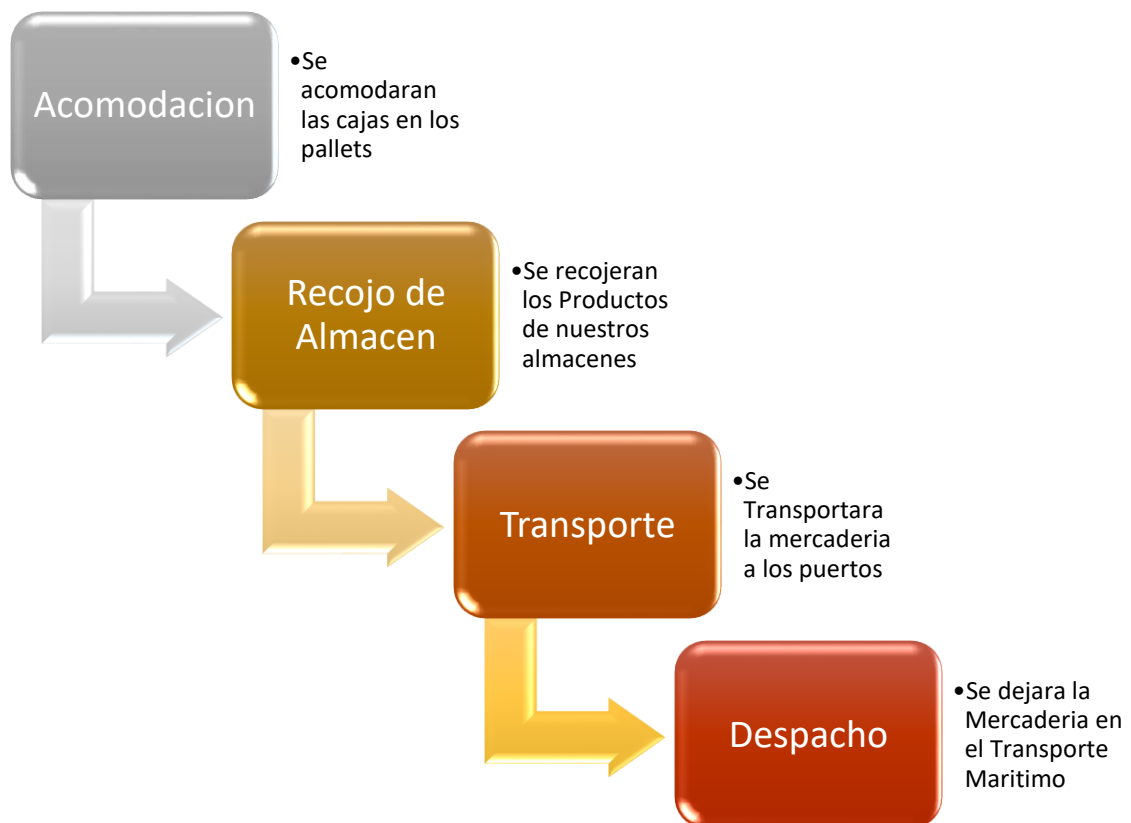 Acomodacion
•Se
acomodaran
las cajas en los
pallets
Recojo de
Almacen
•Se recojeran
los Productos
de nuestros
almacenes
Transporte
•Se
Transportara
la mercaderia
a los puertos
Despacho
•Se dejara la
Mercaderia en
el Transporte
Maritimo